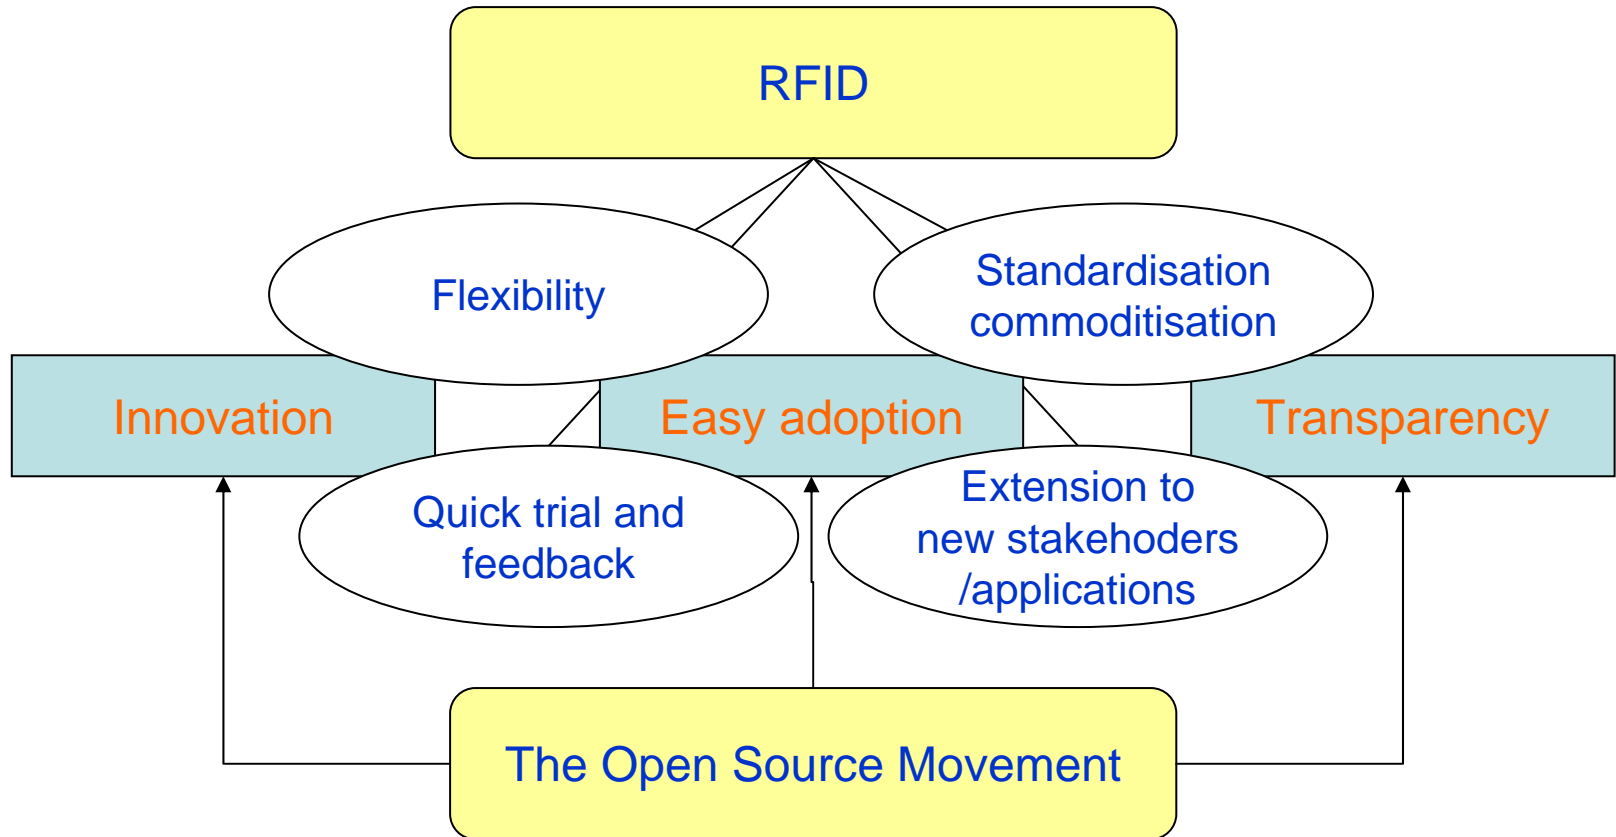 RFID
Flexibility
Standardisation
commoditisation
Innovation
Easy adoption
Transparency
Quick trial and
feedback
Extension to
new stakehoders
/applications
The Open Source Movement